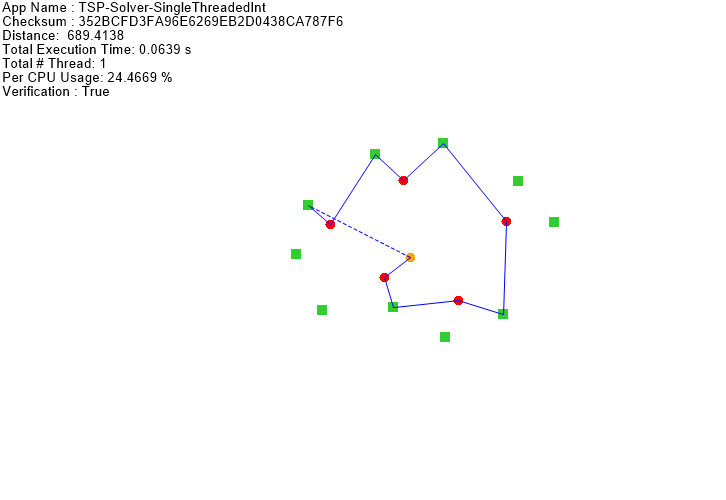 App Name : TSP-Solver-SingleThreadedInt
Checksum : 352BCFD3FA96E6269EB2D0438CA787F6
Distance:  689.4138
Total Execution Time: 0.0639 s
Total # Thread: 1
Per CPU Usage: 24.4669 %
Verification : True